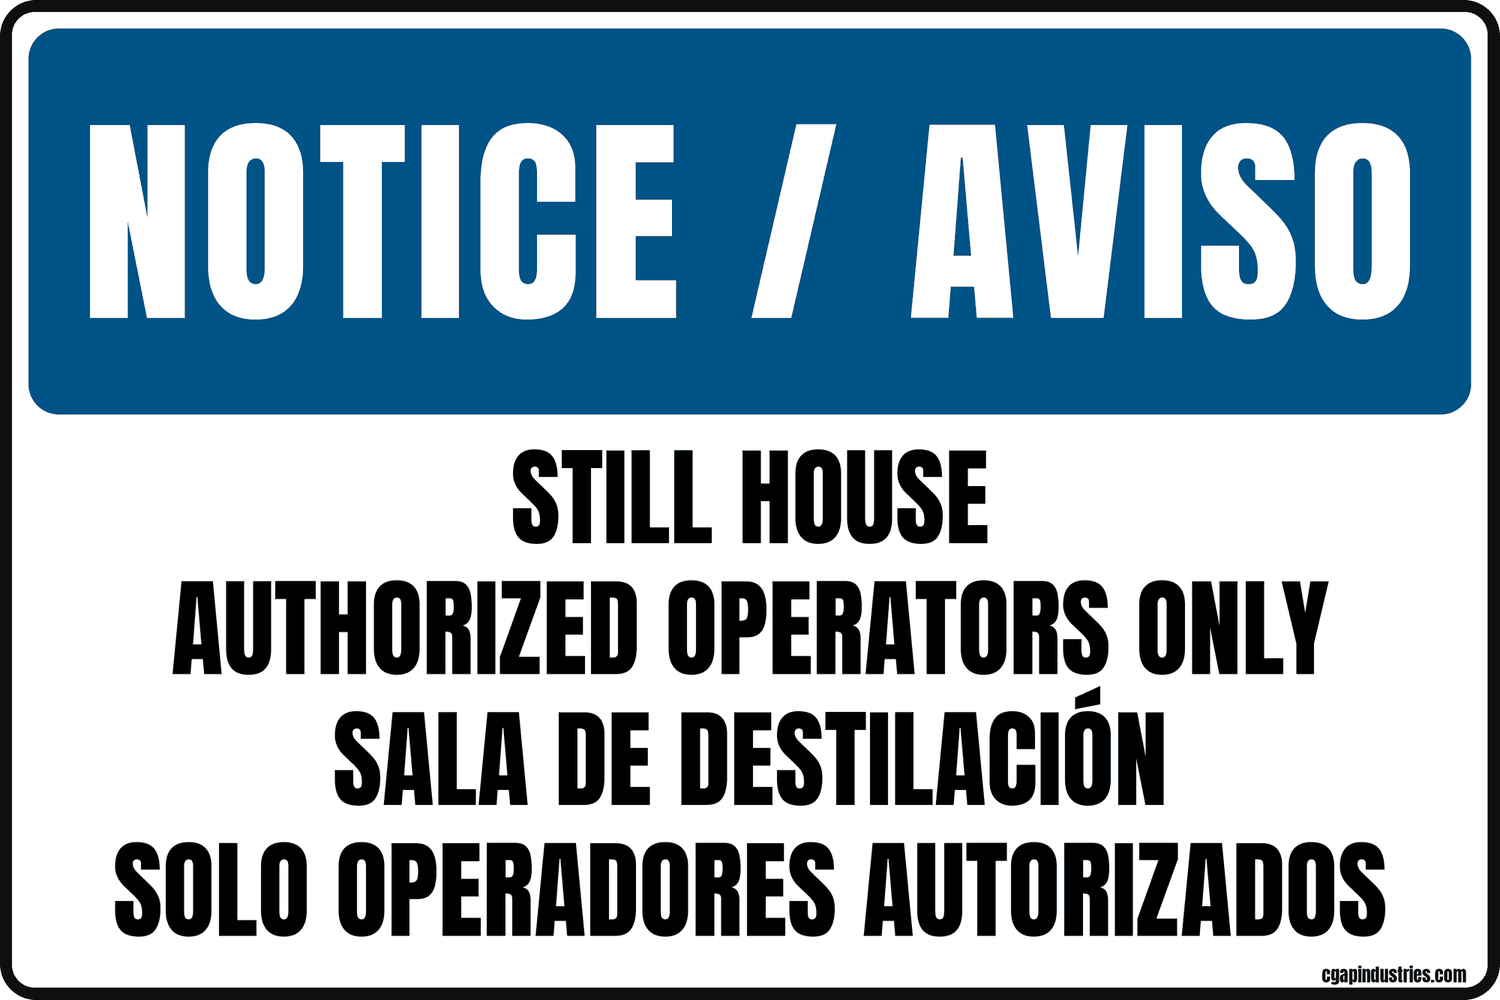 NOTICE / AVISO
STILL HOUSE
AUTHORIZED OPERATORS ONLY
SALA DE DESTILACIÓN
SOLO OPERADORES AUTORIZADOS
cgapindustries.com